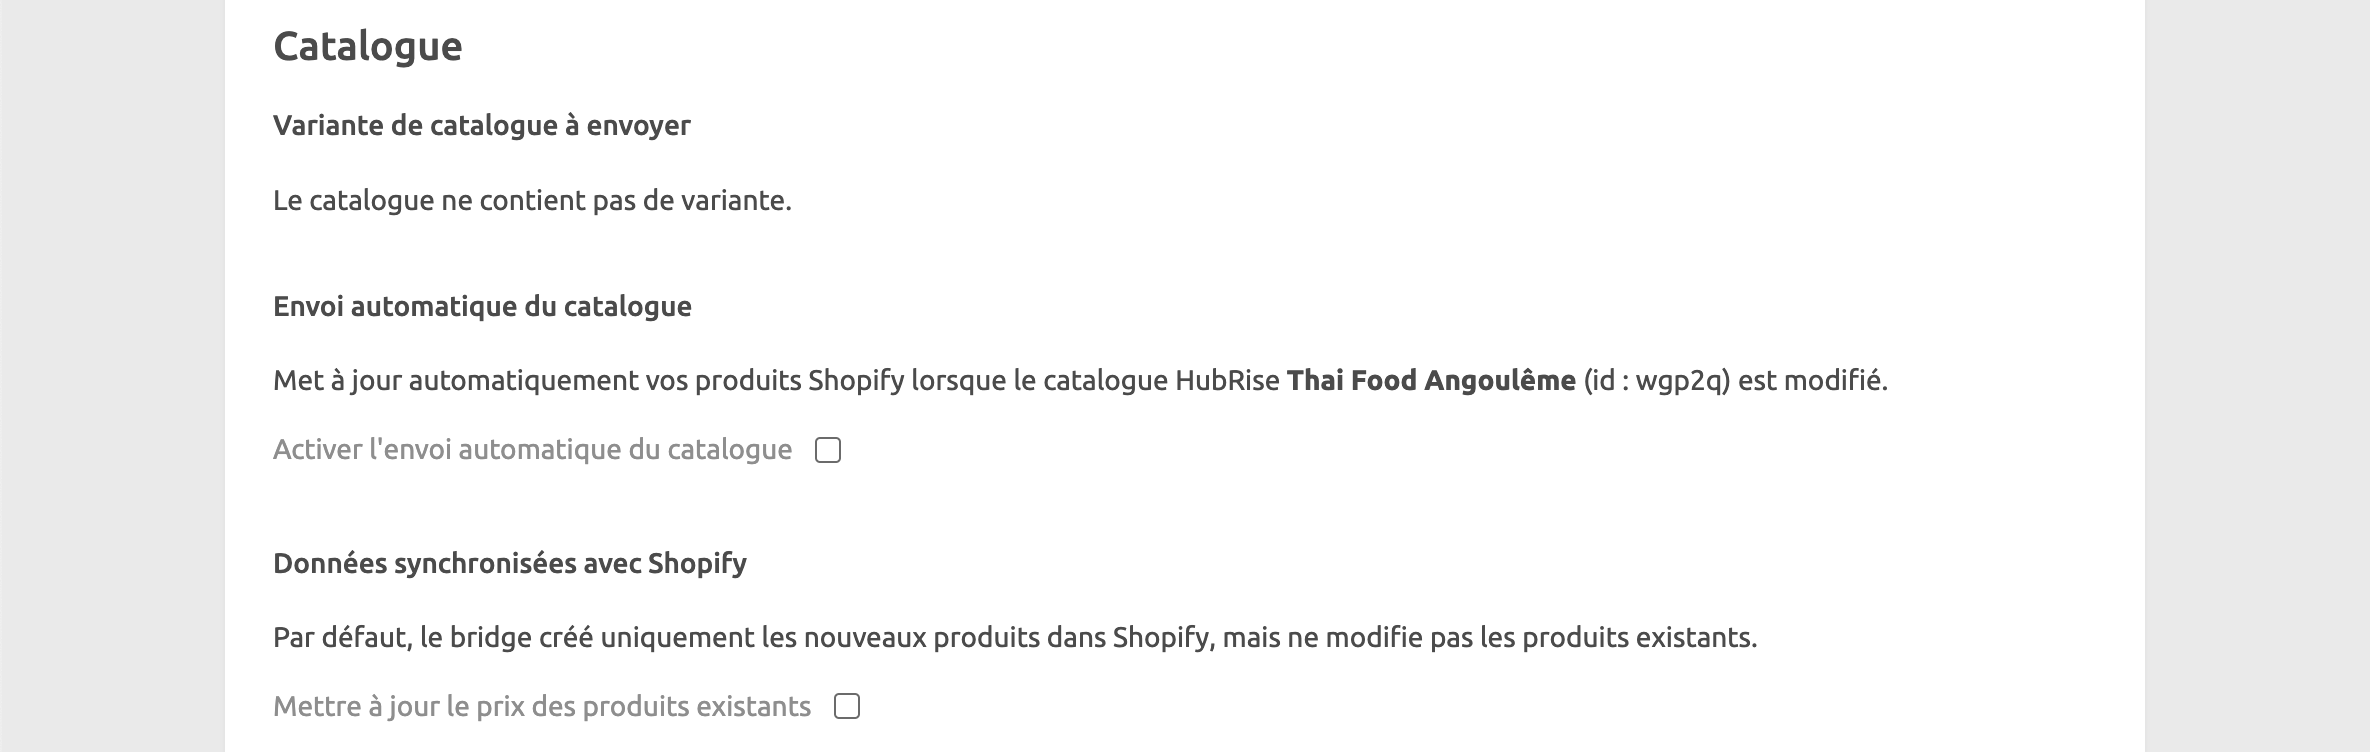 Catalogue
Variante de catalogue à envoyer
Le catalogue ne contient pas de variante.
Envoi automatique du catalogue
Met à jour automatiquement vos produits Shopify lorsque le catalogue HubRise Thai Food Angoulême (id : wgp2q) est modifié.
Activer l'envoi automatique du catalogue
Données synchronisées avec Shopify
Par défaut, le bridge créé uniquement les nouveaux produits dans Shopify, mais ne modifie pas les produits existants.
Mettre à jour le prix des produits existants